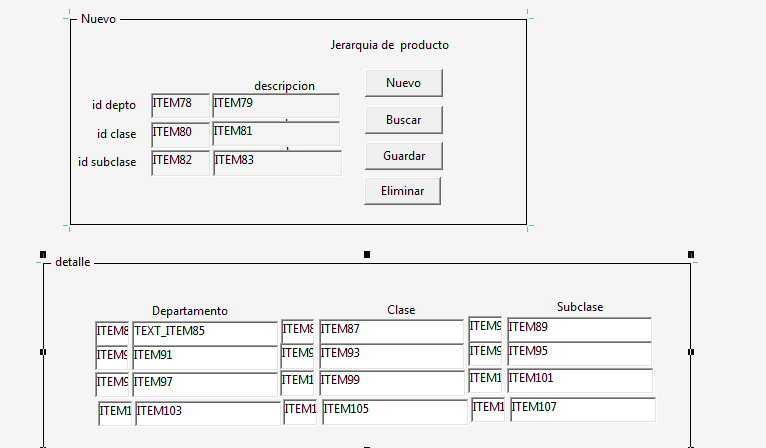 Nuevo
Jerarquia de producto
descripcion
Nuevo
id depto ITEM78 ITEM79
Buscar
id clase ITEM80 ITEM81
Guardar
id subclase ITEM82 ITEM83
Eliminar
detalle
Departamento Clase Subclase
ITEM8 TEXT_ITEM85 ITEM8 ITEM87 ITEM9 ITEM89
ITEM9 ITEM91 ITEM9 ITEM93 ITEM9 ITEM95
ITEM9 ITEM97 ITEM1 ITEM99 ITEM1 ITEM101
ITEM1 ITEM103 ITEM1 ITEM105 ITEM1 ITEM107